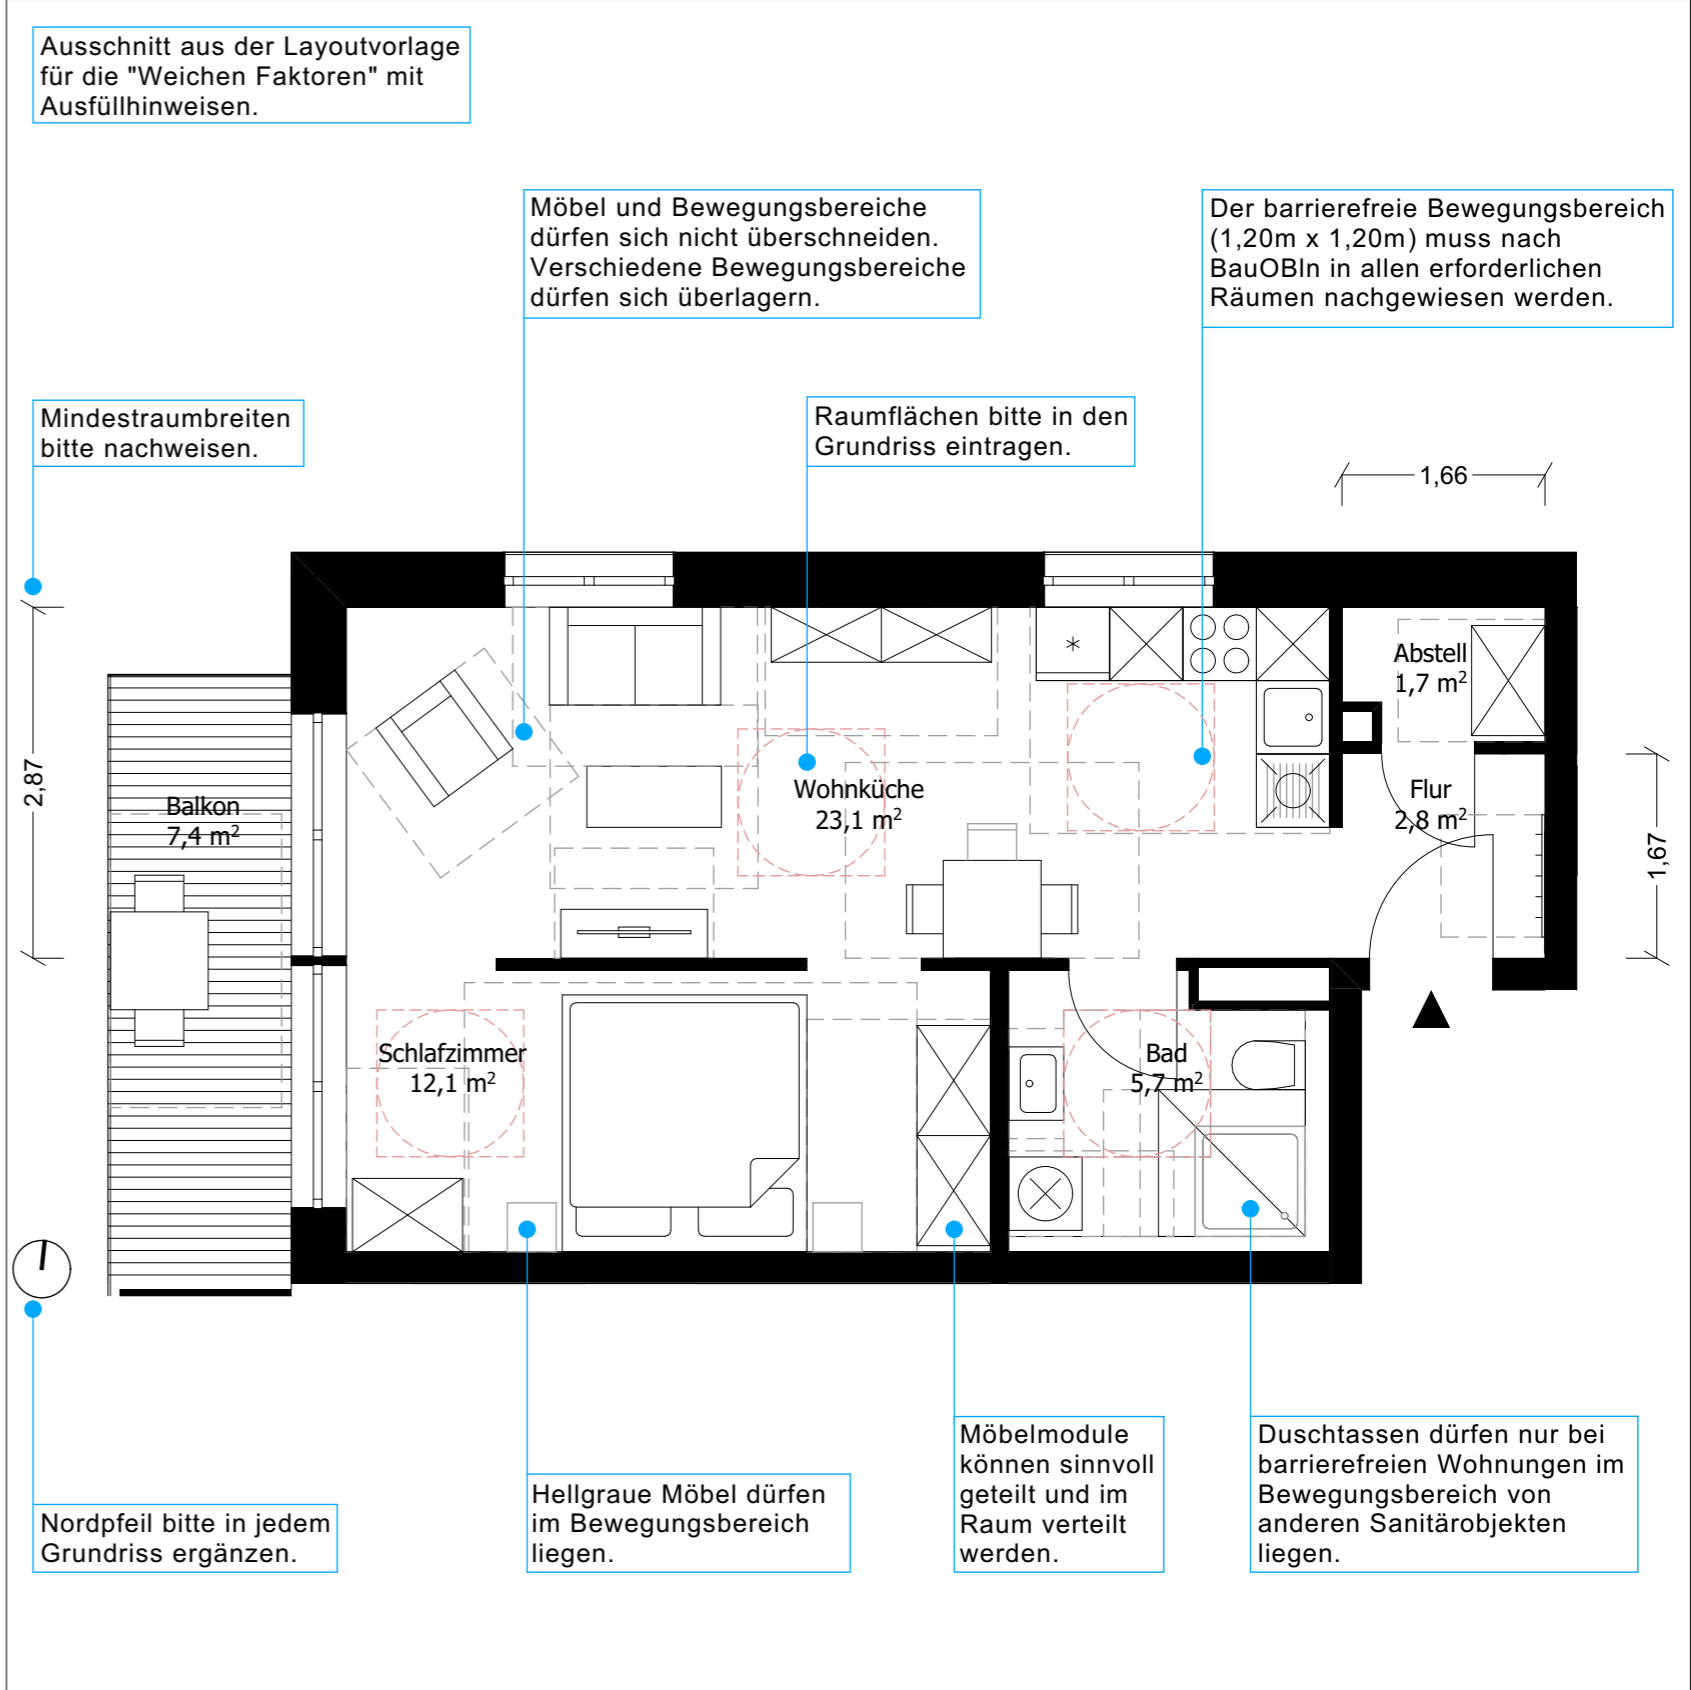 Ausschnitt aus der Layoutvorlage
für die "Weichen Faktoren" mit
Ausfüllhinweisen.
Möbel und Bewegungsbereiche
dürfen sich nicht überschneiden.
Verschiedene Bewegungsbereiche
dürfen sich überlagern.
Der barrierefreie Bewegungsbereich
(1,20m x 1,20m) muss nach
BauOBln in allen erforderlichen
Räumen nachgewiesen werden.
Mindestraumbreiten
bitte nachweisen.
Raumflächen bitte in den
Grundriss eintragen.
1,66
Abstell
1,7 m²
2,87
Balkon
7,4 m²
Wohnküche
23,1 m²
Flur
2,8 m²
1,67
Schlafzimmer
12,1 m²
Bad
5,7 m²
Nordpfeil bitte in jedem
Grundriss ergänzen.
Hellgraue Möbel dürfen
im Bewegungsbereich
liegen.
Möbelmodule
können sinnvoll
geteilt und im
Raum verteilt
werden.
Duschtassen dürfen nur bei
barrierefreien Wohnungen im
Bewegungsbereich von
anderen Sanitärobjekten
liegen.